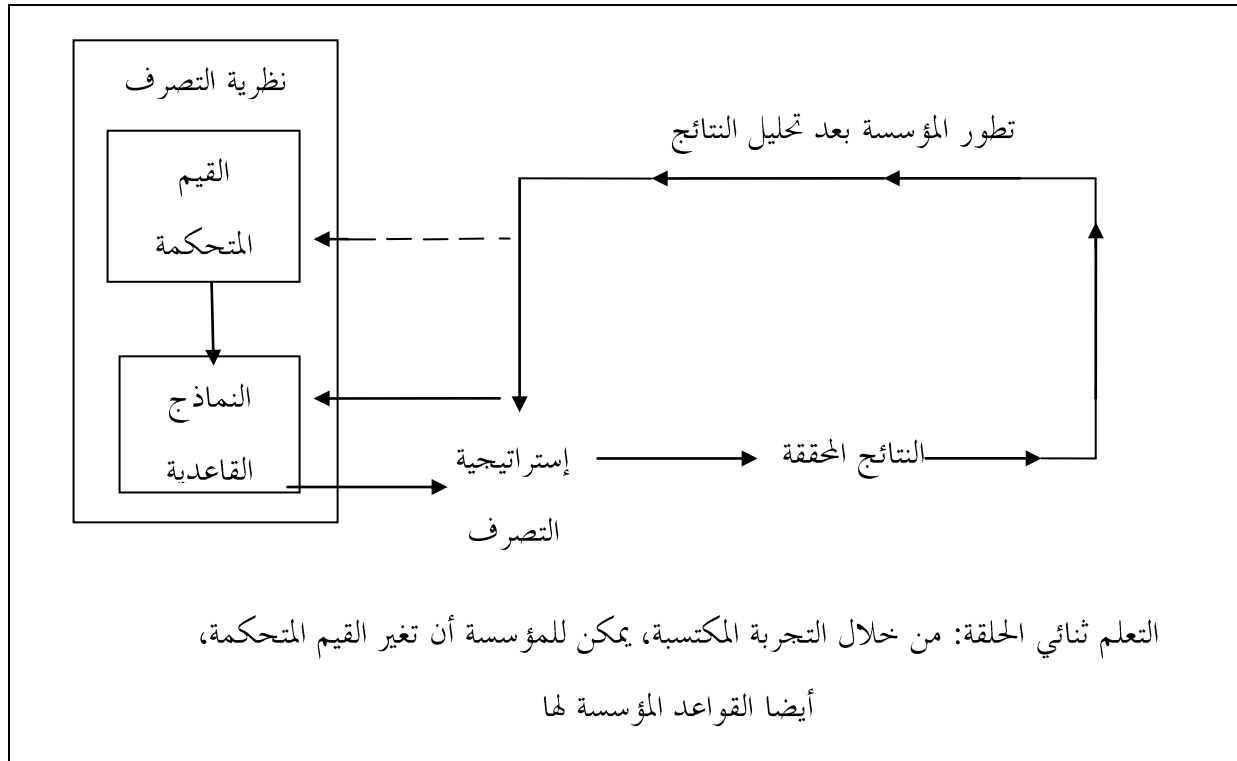 نظرية التصرف
تطور المؤسسة بعد تحليل النتائج
القيم
المتحكمة
النماذج
القاعدية
إستراتيجية
التصرف
النتائج المحققة
التعلم ثنائي الحلقة: من خلال التجربة المكتسبة، يمكن للمؤسسة أن تغير القيم المتحكمة،
أيضا القواعد المؤسسة لها